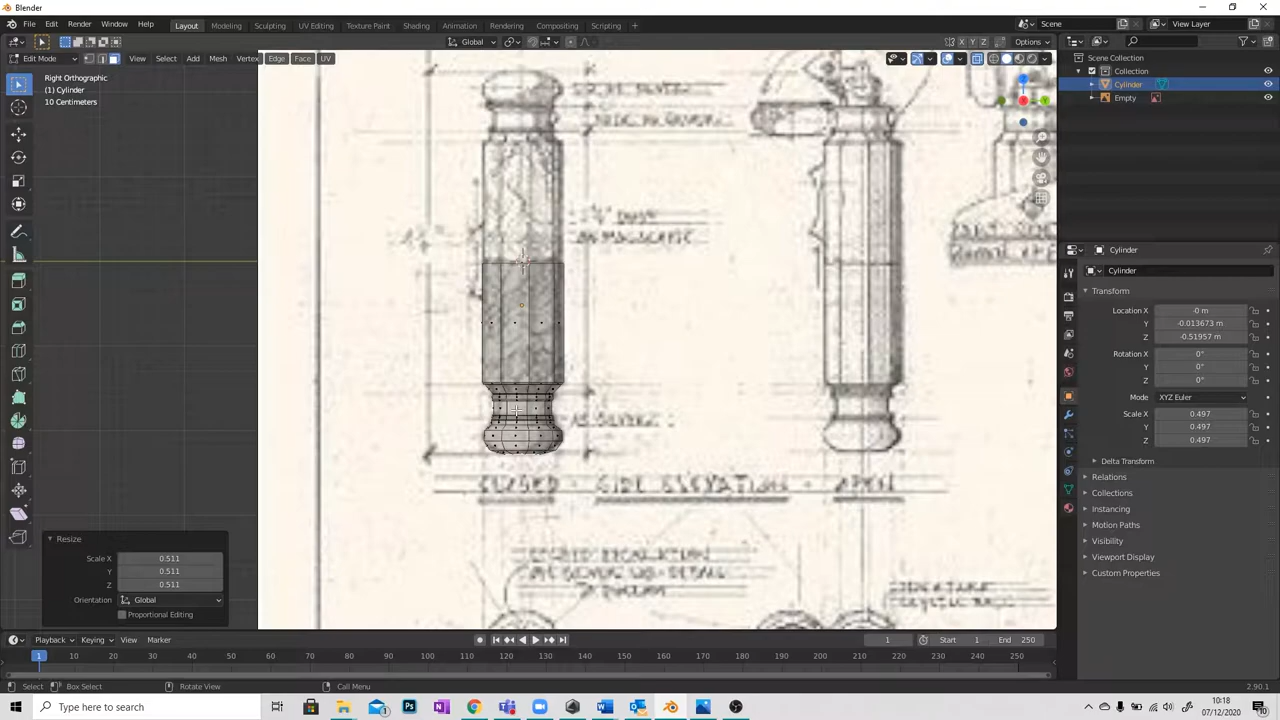 Blender
File Edit Render Window Help
Layout Modeling Sculpting UV Editing Texture Paint Shading Animation Rendering Compositing Scripting +
Scene
View Layer
Global
X Y Z
Options
Edit Mode
View Select Add Mesh Vertex Edge Face UV
Right Orthographic
(1) Cylinder
10 Centimeters
Scene Collection
Collection
Cylinder
Empty
Cylinder
Cylinder
Transform
Location X -0 m
Y -0.013673 m
Z -0.51957 m
Rotation X 0°
Y 0°
Z 0°
Mode XYZ Euler
Scale X 0.497
Y 0.497
Z 0.497
Delta Transform
Relations
Collections
Instancing
Motion Paths
Visibility
Viewport Display
Custom Properties
CLOSED - SIDE ELEVATION - OPEN
Resize
Scale X 0.511
Y 0.511
Z 0.511
Orientation Global
Proportional Editing
Playback Keying View Marker
1
Start 1 End 250
1 10 20 30 40 50 60 70 80 90 100 110 120 130 140 150 160 170 180 190 200 210 220 230 240 250
Select Box Select Rotate View Call Menu 2.90.1
Type here to search
10:18
07/12/2020